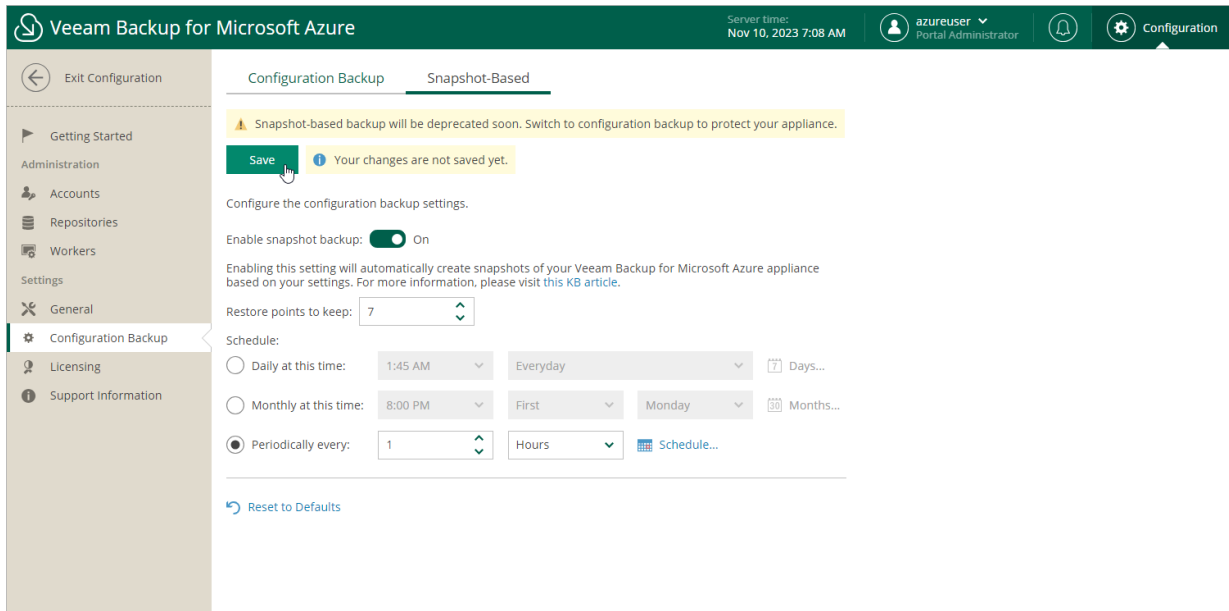 Veeam Backup for Microsoft Azure
Server time:
Nov 10, 2023 7:08 AM
azureuser
Portal Administrator
Configuration
Exit Configuration
Getting Started
Administration
Accounts
Repositories
Workers
Settings
General
Configuration Backup
Licensing
Support Information
Configuration Backup Snapshot-Based
Snapshot-based backup will be deprecated soon. Switch to configuration backup to protect your appliance.
Save Your changes are not saved yet.
Configure the configuration backup settings.
Enable snapshot backup: On
Enabling this setting will automatically create snapshots of your Veeam Backup for Microsoft Azure appliance
based on your settings. For more information, please visit this KB article.
Restore points to keep: 7
Schedule:
Daily at this time: 1:45 AM Everyday 7 Days...
Monthly at this time: 8:00 PM First Monday 30 Months...
Periodically every: 1 Hours Schedule...
Reset to Defaults